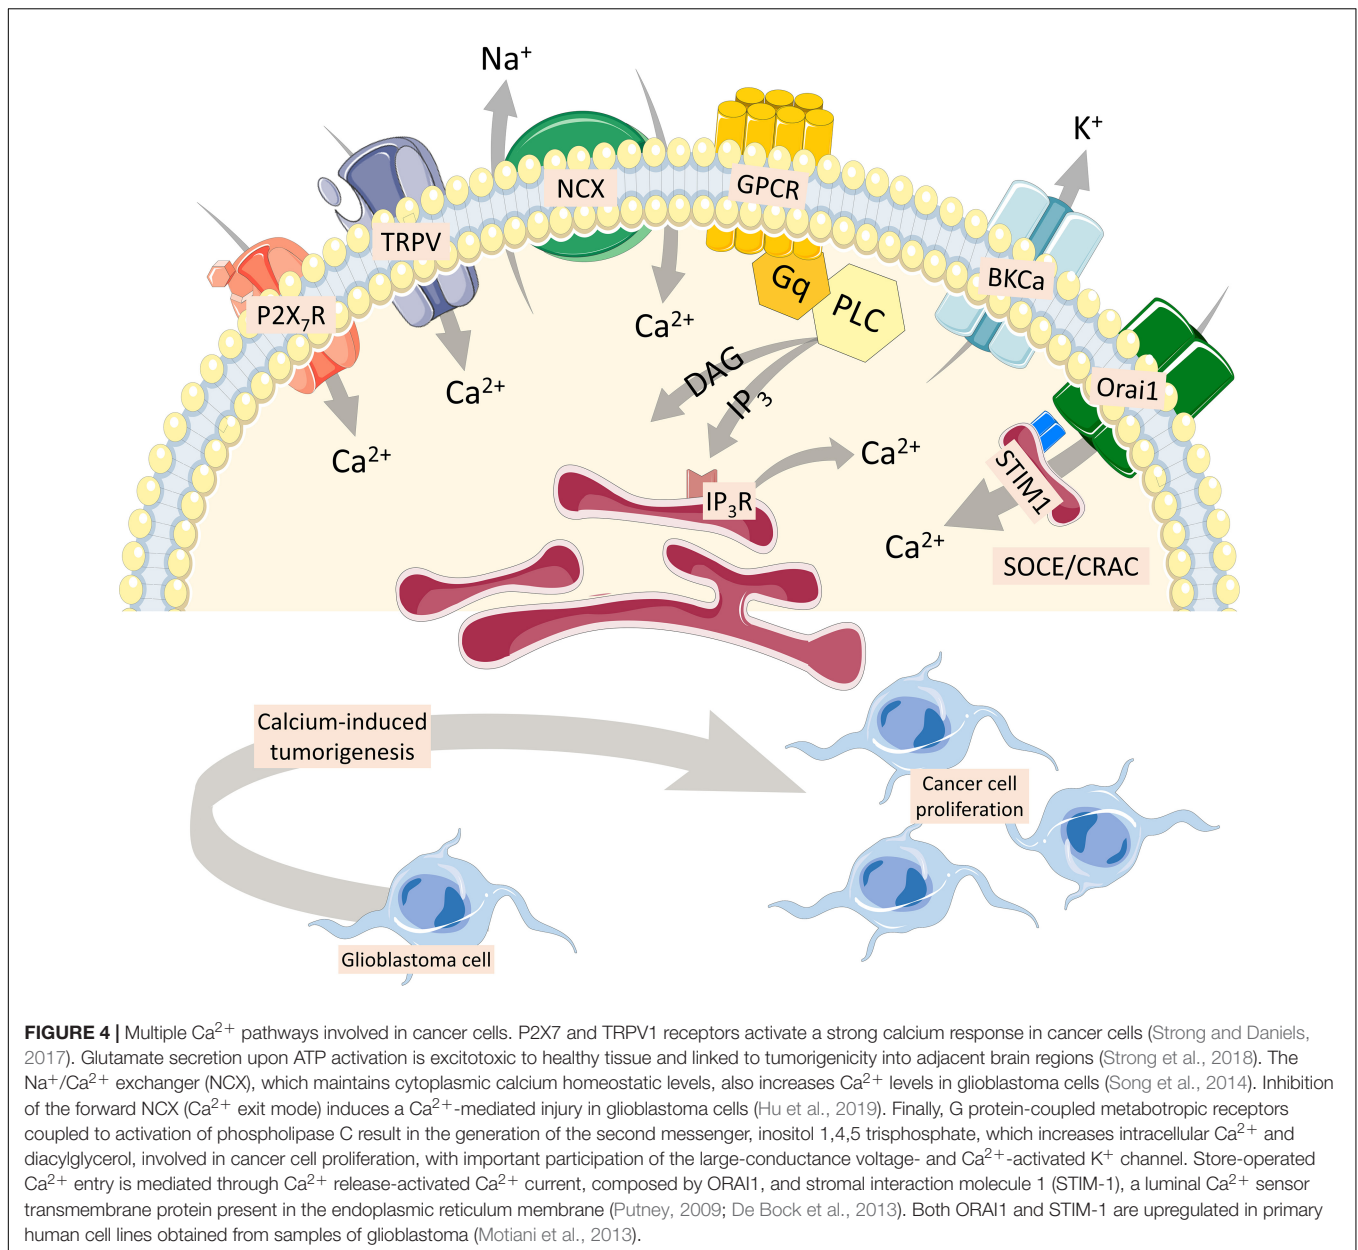 Na⁺
K⁺
NCX
GPCR
TRPV
P2X₇R
BKCa
Gq
PLC
Ca²⁺
Ca²⁺
Ca²⁺
DAG
IP₃
Orai1
STIM1
Ca²⁺
IP₃R
Ca²⁺
SOCE/CRAC
Calcium-induced
tumorigenesis
Cancer cell
proliferation
Glioblastoma cell
FIGURE 4 | Multiple Ca²⁺ pathways involved in cancer cells. P2X7 and TRPV1 receptors activate a strong calcium response in cancer cells (Strong and Daniels,
2017). Glutamate secretion upon ATP activation is excitotoxic to healthy tissue and linked to tumorigenicity into adjacent brain regions (Strong et al., 2018). The
Na⁺/Ca²⁺ exchanger (NCX), which maintains cytoplasmic calcium homeostatic levels, also increases Ca²⁺ levels in glioblastoma cells (Song et al., 2014). Inhibition
of the forward NCX (Ca²⁺ exit mode) induces a Ca²⁺-mediated injury in glioblastoma cells (Hu et al., 2019). Finally, G protein-coupled metabotropic receptors
coupled to activation of phospholipase C result in the generation of the second messenger, inositol 1,4,5 trisphosphate, which increases intracellular Ca²⁺ and
diacylglycerol, involved in cancer cell proliferation, with important participation of the large-conductance voltage- and Ca²⁺-activated K⁺ channel. Store-operated
Ca²⁺ entry is mediated through Ca²⁺ release-activated Ca²⁺ current, composed by ORAI1, and stromal interaction molecule 1 (STIM-1), a luminal Ca²⁺ sensor
transmembrane protein present in the endoplasmic reticulum membrane (Putney, 2009; De Bock et al., 2013). Both ORAI1 and STIM-1 are upregulated in primary
human cell lines obtained from samples of glioblastoma (Motiani et al., 2013).